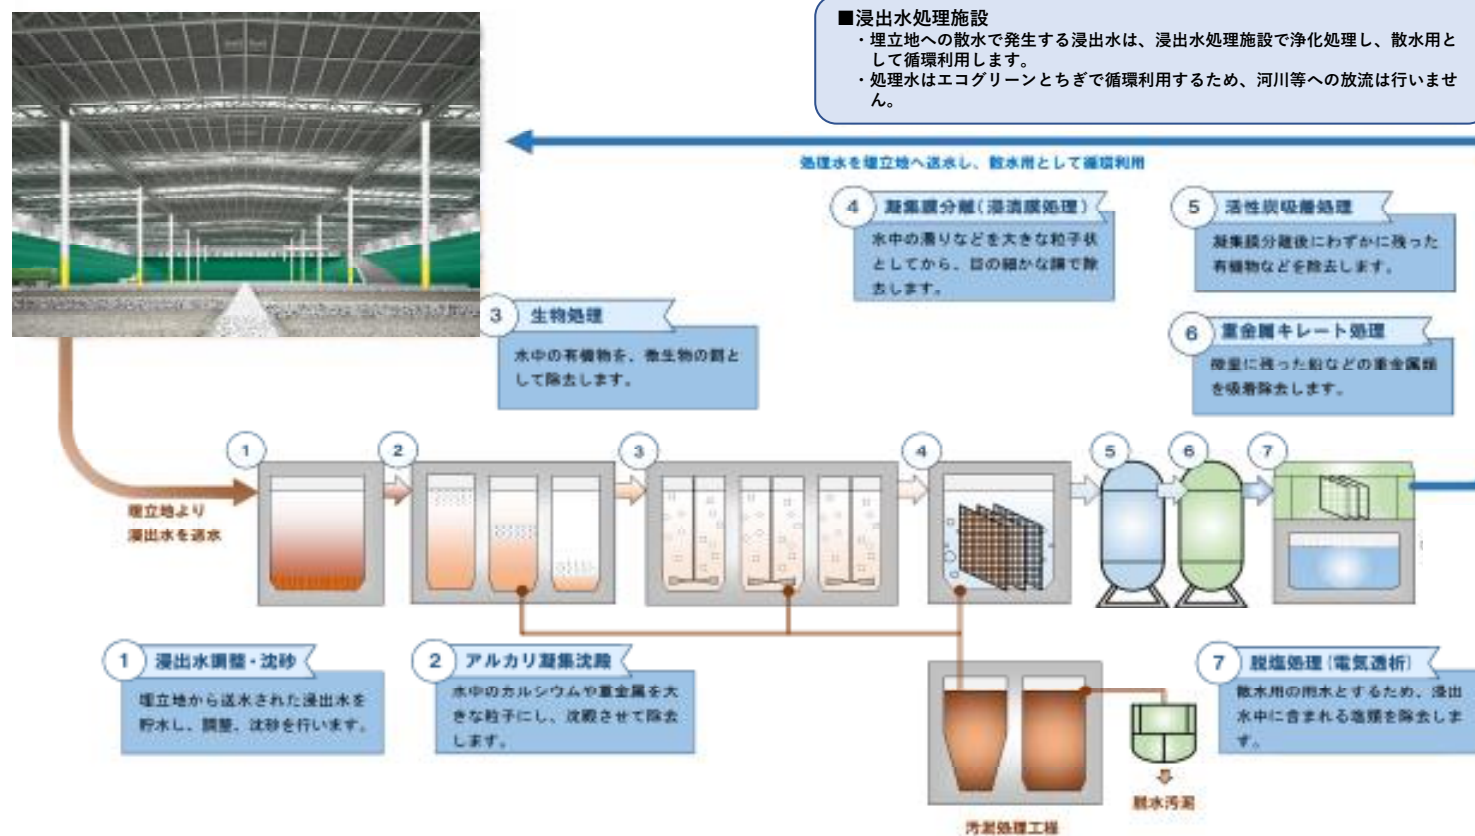 ■浸出水処理施設
・埋立地への散水で発生する浸出水は、浸出水処理施設で浄化処理し、散水用と
して循環利用します。
・処理水はエコグリーンとちぎで循環利用するため、河川等への放流は行いませ
ん。
処理水を埋立地へ送水し、散水用として循環利用
4 凝集膜分離(浸漬膜処理)
水中の濁りなどを大きな粒子状
としてから、目の細かな膜で除
去します。
5 活性炭吸着処理
凝集膜分離後にわずかに残った
有機物などを除去します。
3 生物処理
水中の有機物を、微生物の餌と
して除去します。
6 重金属キレート処理
微量に残った鉛などの重金属類
を吸着除去します。
1
2
3
4
5
6
7
埋立地より
浸出水を送水
1 浸出水調整・沈砂
埋立地から送水された浸出水を
貯水し、調整、沈砂を行います。
2 アルカリ凝集沈殿
水中のカルシウムや重金属を大
きな粒子にし、沈殿させて除去
します。
7 脱塩処理(電気透析)
散水用の用水とするため、浸出
水中に含まれる塩類を除去しま
す。
脱水汚泥
汚泥処理工程